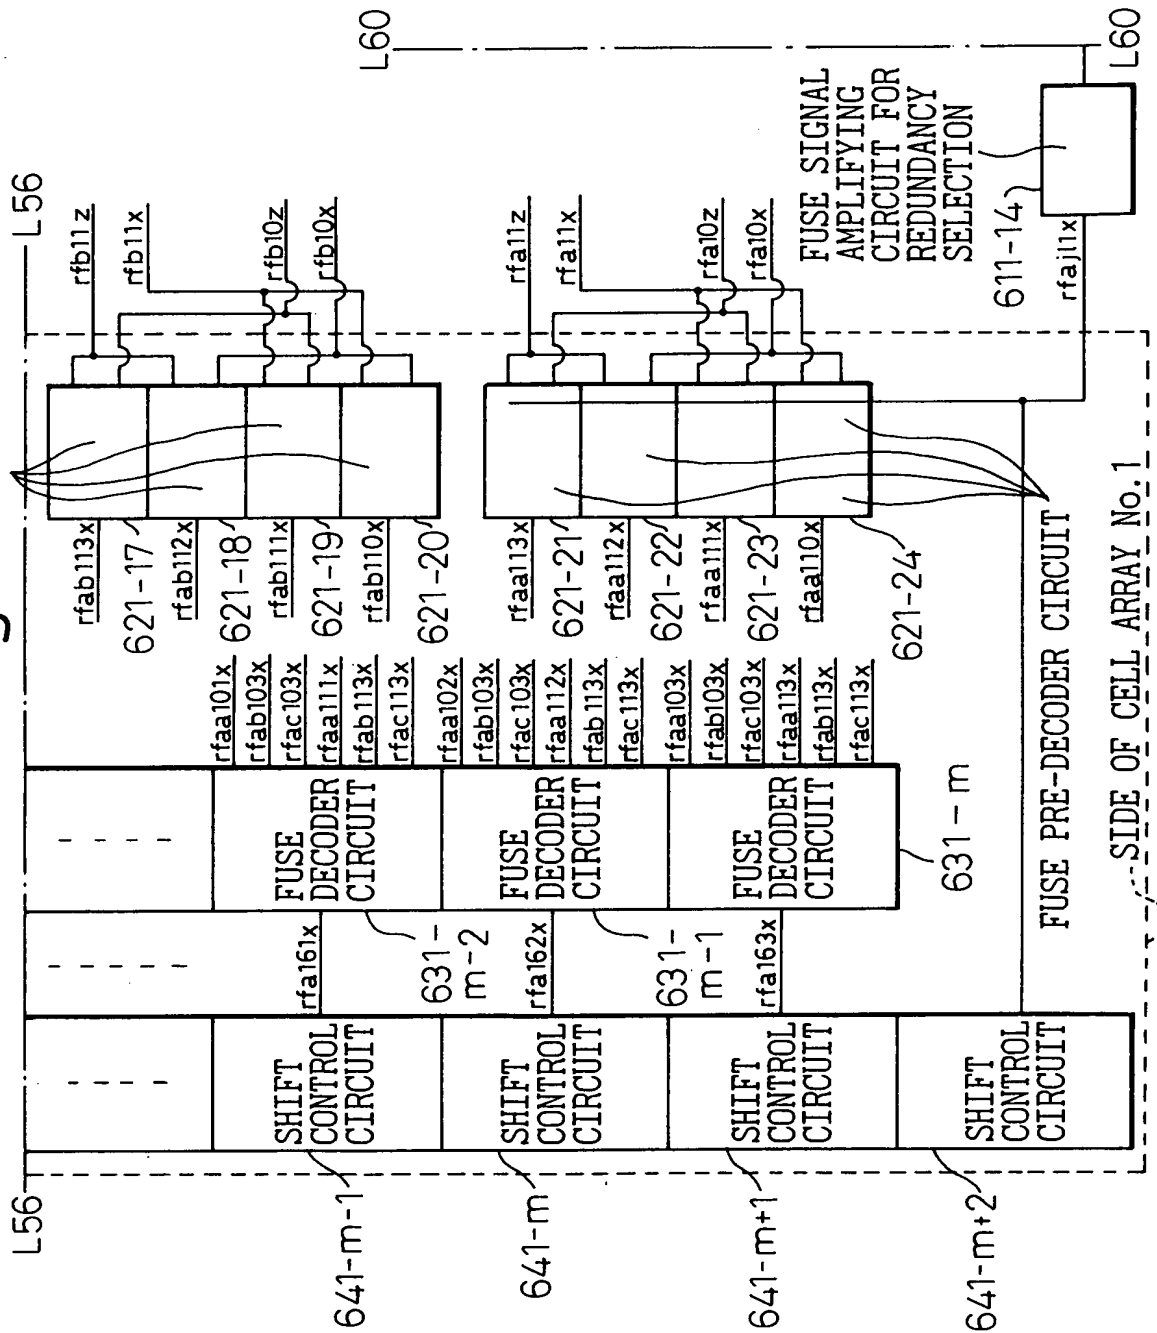 L56
L56
L60
L60
rfb11z
rfb11x
rfb10z
rfb10x
rfa11z
rfa11x
rfa10z
rfa10x
FUSE SIGNAL
AMPLIFYING
CIRCUIT FOR
REDUNDANCY
SELECTION
611-14
rfajl1x
rfab113x
621-17
rfab112x
621-18
rfab111x
621-19
rfab110x
621-20
rfaa113x
621-21
rfaa112x
621-22
rfaa111x
621-23
rfaa110x
621-24
FUSE PRE-DECODER CIRCUIT
SIDE OF CELL ARRAY No.1
rfaa101x
rfab103x
rfac103x
rfaa111x
rfab113x
rfac113x
rfaa102x
rfab103x
rfac103x
rfaa112x
rfab113x
rfac113x
rfaa103x
rfab103x
rfac103x
rfaa113x
rfab113x
rfac113x
FUSE
DECODER
CIRCUIT
FUSE
DECODER
CIRCUIT
FUSE
DECODER
CIRCUIT
631-m
rfa161x
631-
m-2
rfa162x
631-
m-1
rfa163x
SHIFT
CONTROL
CIRCUIT
SHIFT
CONTROL
CIRCUIT
SHIFT
CONTROL
CIRCUIT
SHIFT
CONTROL
CIRCUIT
641-m-1
641-m
641-m+1
641-m+2